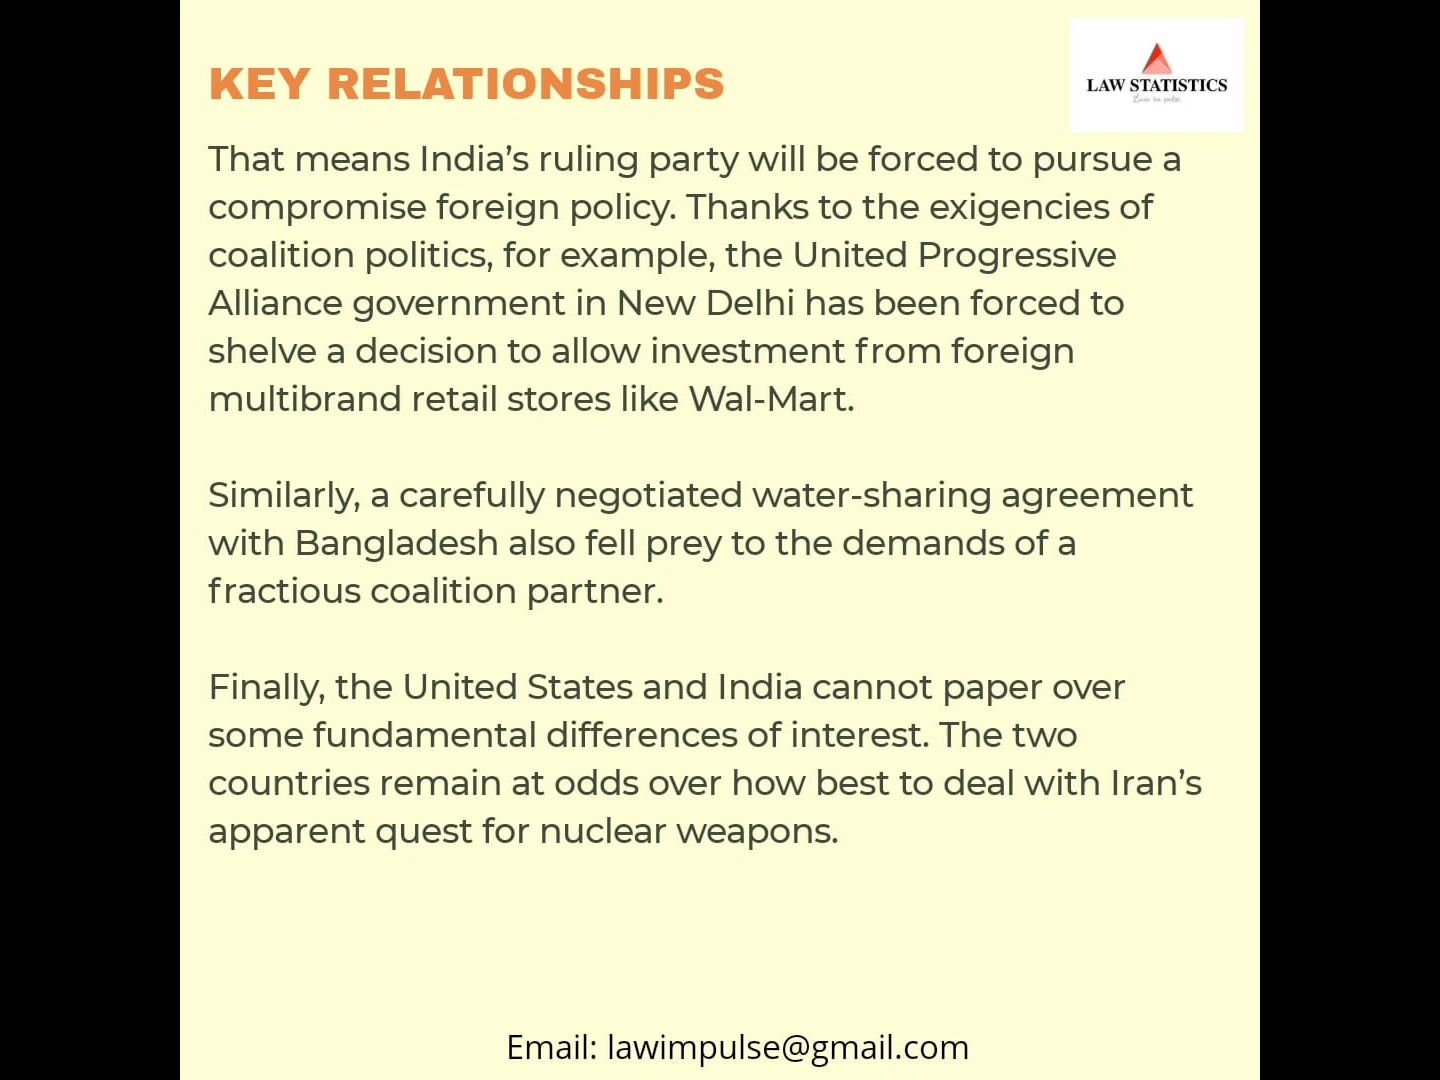 KEY RELATIONSHIPS
LAW STATISTICS
Law in pulse
That means India’s ruling party will be forced to pursue a
compromise foreign policy. Thanks to the exigencies of
coalition politics, for example, the United Progressive
Alliance government in New Delhi has been forced to
shelve a decision to allow investment from foreign
multibrand retail stores like Wal-Mart.
Similarly, a carefully negotiated water-sharing agreement
with Bangladesh also fell prey to the demands of a
fractious coalition partner.
Finally, the United States and India cannot paper over
some fundamental differences of interest. The two
countries remain at odds over how best to deal with Iran’s
apparent quest for nuclear weapons.
Email: lawimpulse@gmail.com